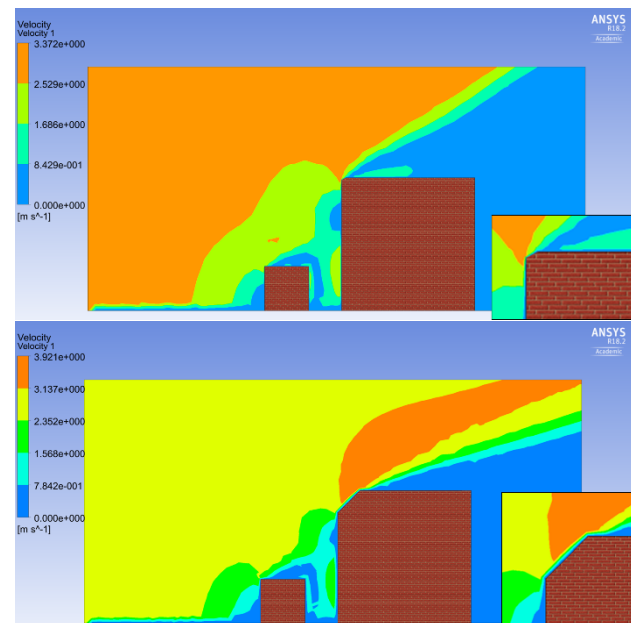 Velocity
Velocity 1
3.372e+000
2.529e+000
1.686e+000
8.429e-001
0.000e+000
[m s^-1]
ANSYS
R18.2
Academic
Velocity
Velocity 1
3.921e+000
3.137e+000
2.352e+000
1.568e+000
7.842e-001
0.000e+000
[m s^-1]
ANSYS
R18.2
Academic